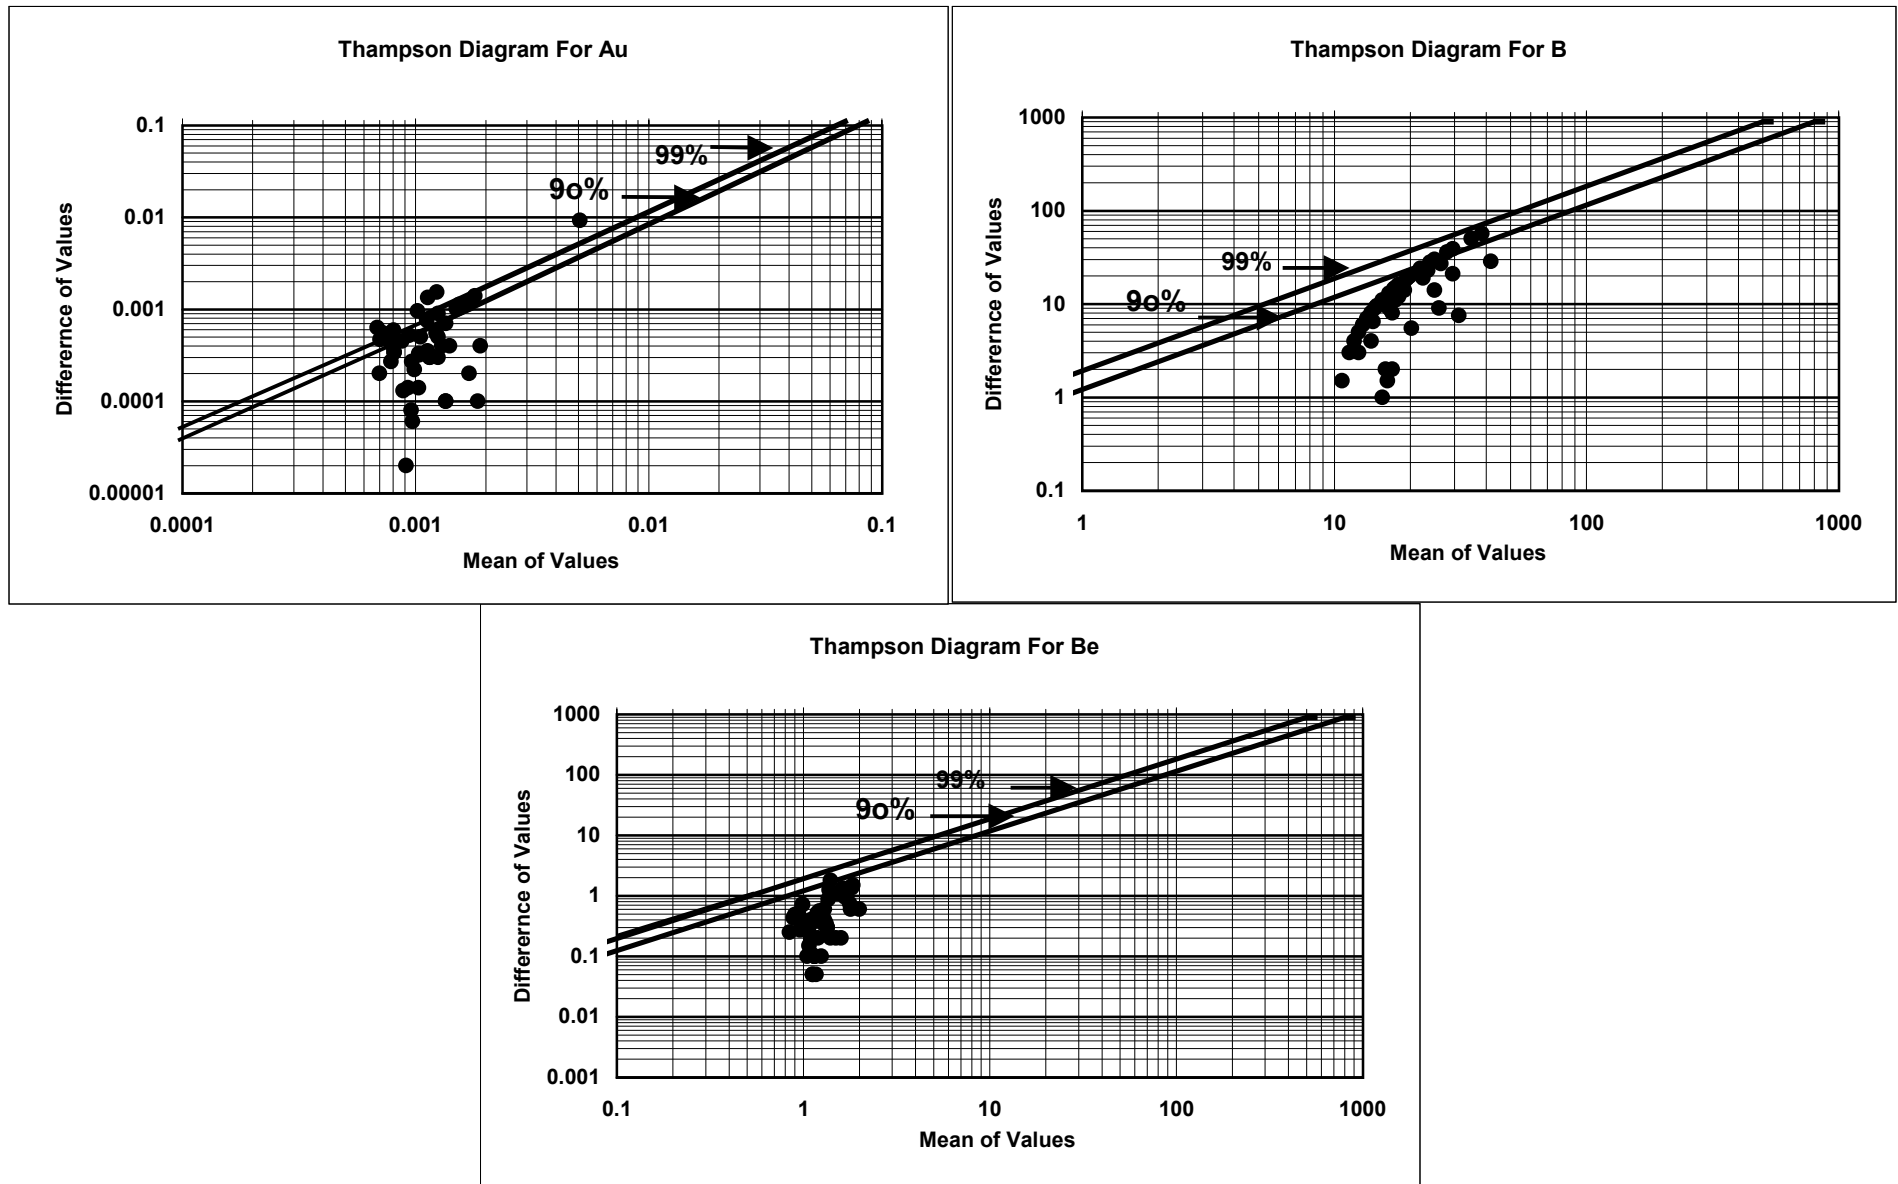 Thampson Diagram For Au
0.1
0.01
0.001
0.0001
0.00001
0.0001
0.001
0.01
0.1
Mean of Values
Differernce of Values
99%
9o%
Thampson Diagram For B
1000
100
10
1
0.1
1
10
100
1000
Mean of Values
Differernce of Values
99%
9o%
Thampson Diagram For Be
1000
100
10
1
0.1
0.01
0.001
0.1
1
10
100
1000
Mean of Values
Differernce of Values
99%
9o%